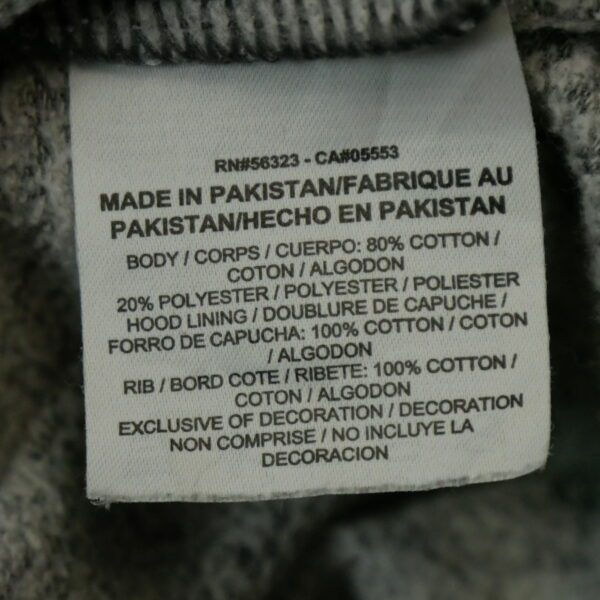 RN#56323 - CA#05553
MADE IN PAKISTAN/FABRIQUE AU
PAKISTAN/HECHO EN PAKISTAN
BODY / CORPS / CUERPO: 80% COTTON /
COTON / ALGODON
20% POLYESTER / POLYESTER / POLIESTER
HOOD LINING / DOUBLURE DE CAPUCHE /
FORRO DE CAPUCHA: 100% COTTON / COTON
/ ALGODON
RIB / BORD COTE / RIBETE: 100% COTTON /
COTON / ALGODON
EXCLUSIVE OF DECORATION / DECORATION
NON COMPRISE / NO INCLUYE LA
DECORACION